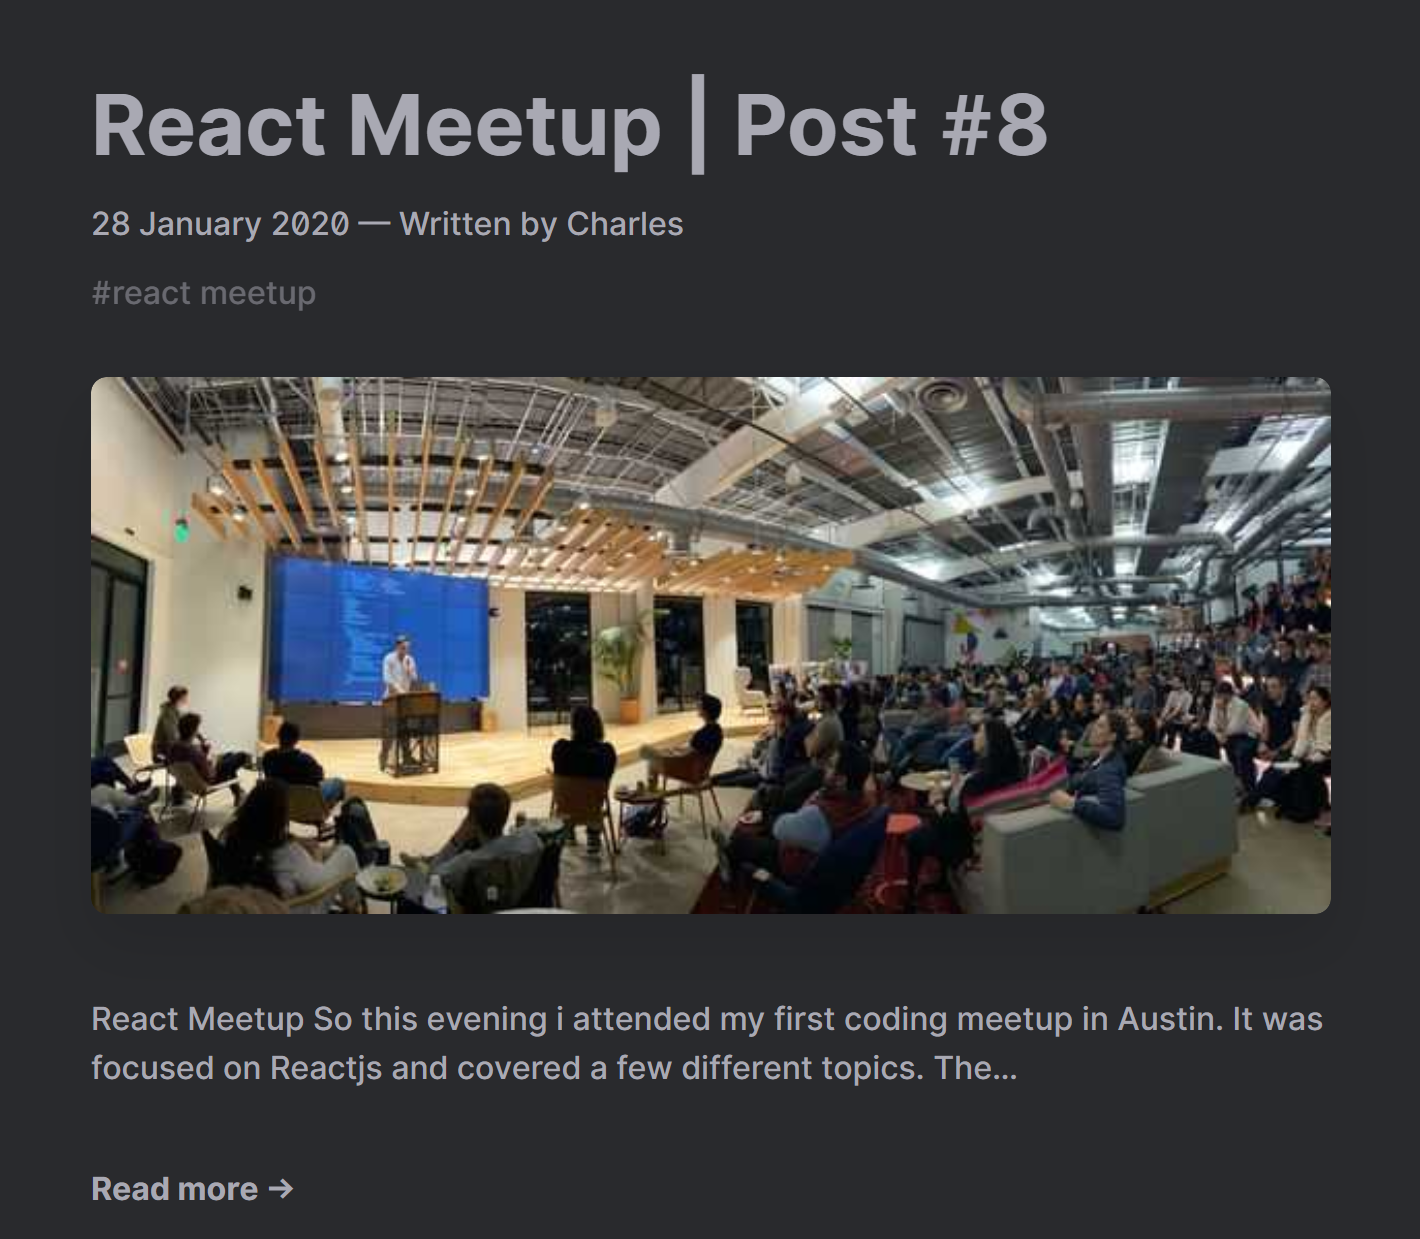 React Meetup | Post #8
28 January 2020 — Written by Charles
#react meetup
React Meetup So this evening i attended my first coding meetup in Austin. It was
focused on Reactjs and covered a few different topics. The...
Read more →